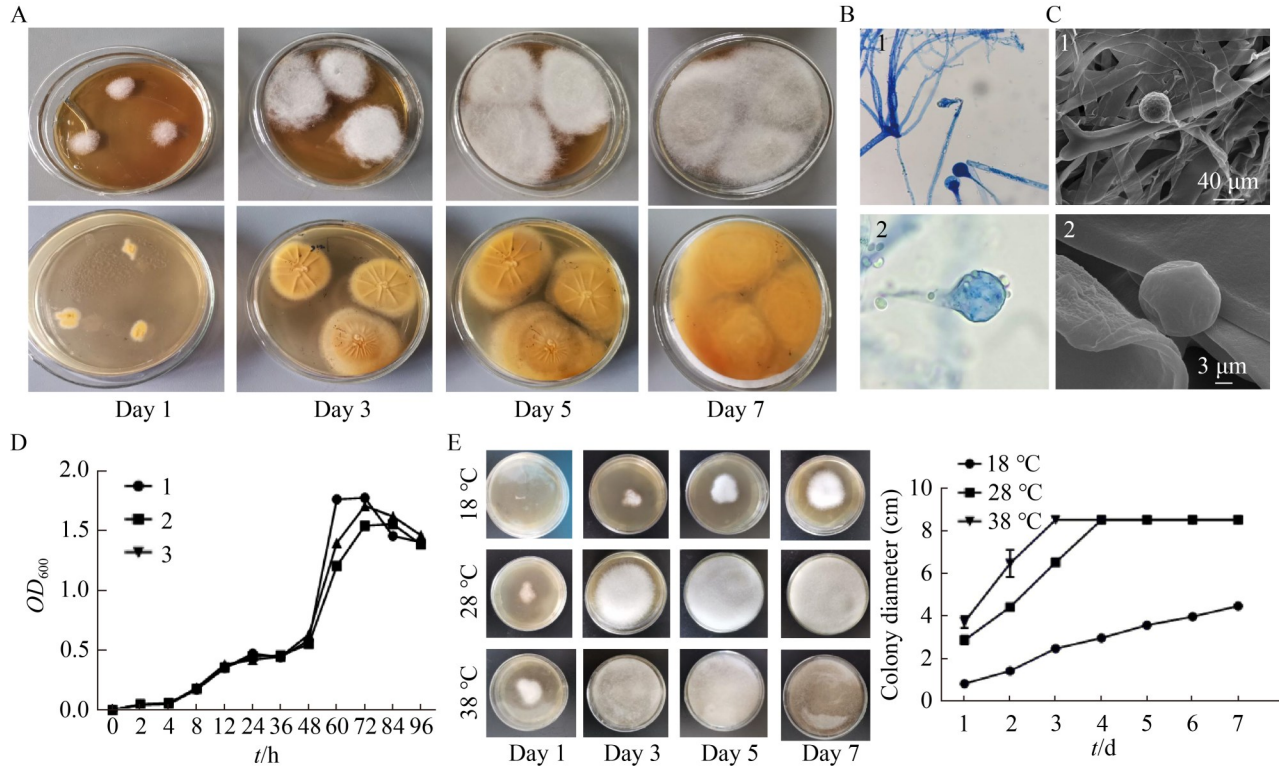 A
B
C
1
1
40 μm
2
2
3 μm
Day 1
Day 3
Day 5
Day 7
D
E
2.0
1.5
1.0
0.5
0.0
OD600
1
2
3
0 2 4 8 12 24 36 48 60 72 84 96
t/h
18 ℃
28 ℃
38 ℃
Day 1
Day 3
Day 5
Day 7
18 ℃
28 ℃
38 ℃
10
8
6
4
2
0
Colony diameter (cm)
1 2 3 4 5 6 7
t/d